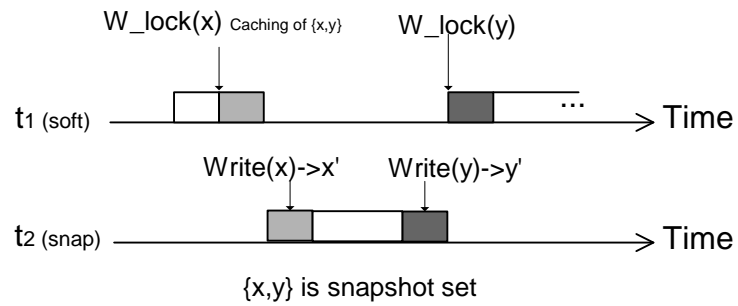 W_lock(x) Caching of {x,y} W_lock(y)
...
t1 (soft) Time
Write(x)->x' Write(y)->y'
t2 (snap) Time
{x,y} is snapshot set